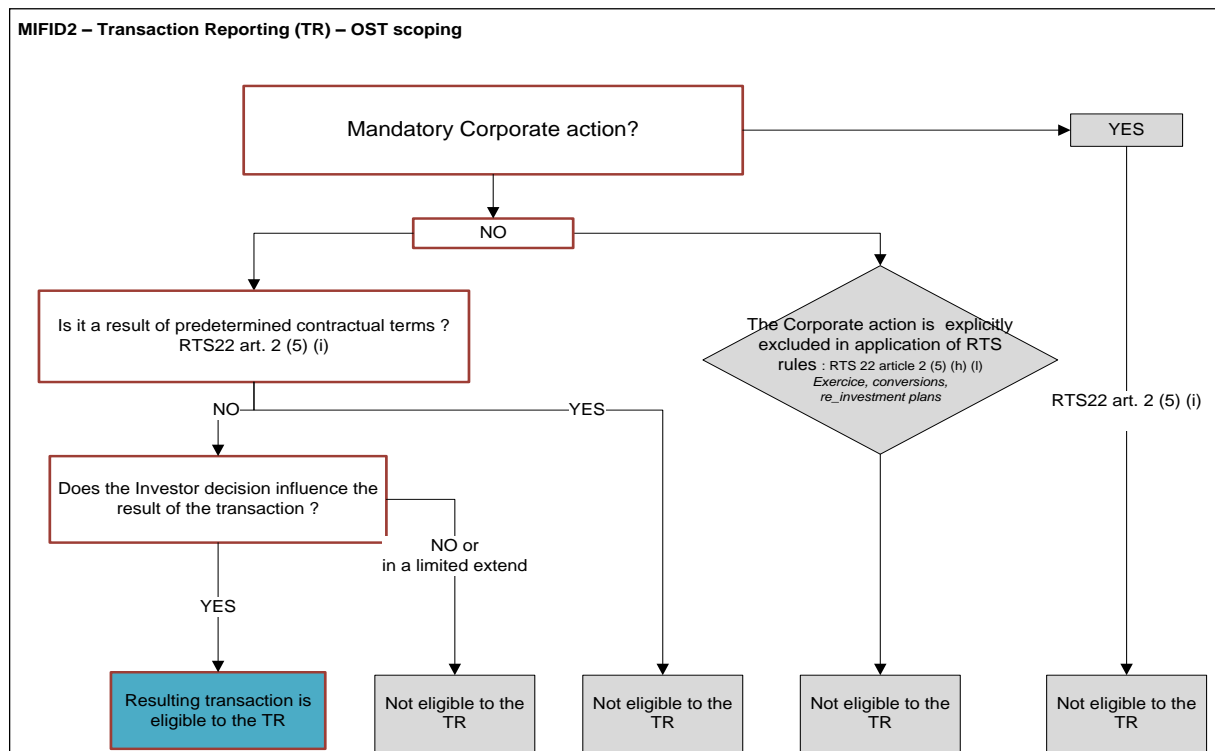 MIFID2 – Transaction Reporting (TR) – OST scoping
Mandatory Corporate action?
YES
NO
Is it a result of predetermined contractual terms ?
RTS22 art. 2 (5) (i)
The Corporate action is explicitly
excluded in application of RTS
rules : RTS 22 article 2 (5) (h) (l)
Exercice, conversions,
re_investment plans
RTS22 art. 2 (5) (i)
NO
YES
Does the Investor decision influence the
result of the transaction ?
NO or
in a limited extend
YES
Resulting transaction is
eligible to the TR
Not eligible to the
TR
Not eligible to the
TR
Not eligible to the
TR
Not eligible to the
TR